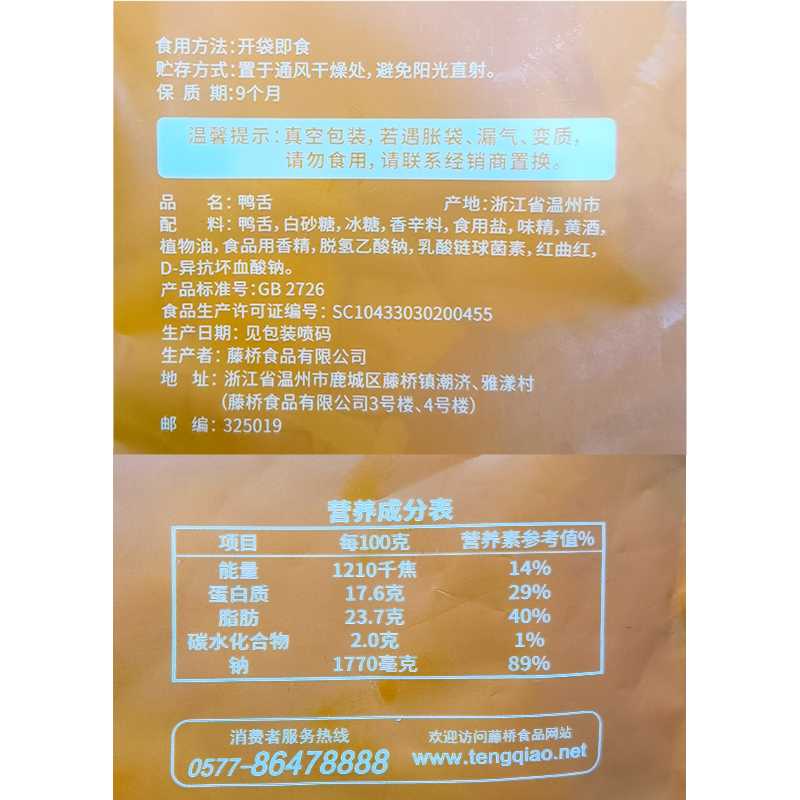 食用方法:开袋即食
贮存方式:置于通风干燥处,避免阳光直射。
保 质 期:9个月
温馨提示:真空包装,若遇胀袋、漏气、变质,
请勿食用,请联系经销商置换。
品 名:鸭舌 产地:浙江省温州市
配 料:鸭舌,白砂糖,冰糖,香辛料,食用盐,味精,黄酒,
植物油,食品用香精,脱氢乙酸钠,乳酸链球菌素,红曲红,
D-异抗坏血酸钠。
产品标准号:GB 2726
食品生产许可证编号:SC10433030200455
生产日期:见包装喷码
生产者:藤桥食品有限公司
地 址:浙江省温州市鹿城区藤桥镇潮济、雅漾村
(藤桥食品有限公司3号楼、4号楼)
邮 编:325019
营养成分表
项目 每100克 营养素参考值%
能量 1210千焦 14%
蛋白质 17.6克 29%
脂肪 23.7克 40%
碳水化合物 2.0克 1%
钠 1770毫克 89%
消费者服务热线 欢迎访问藤桥食品网站
0577-86478888 www.tengqiao.net